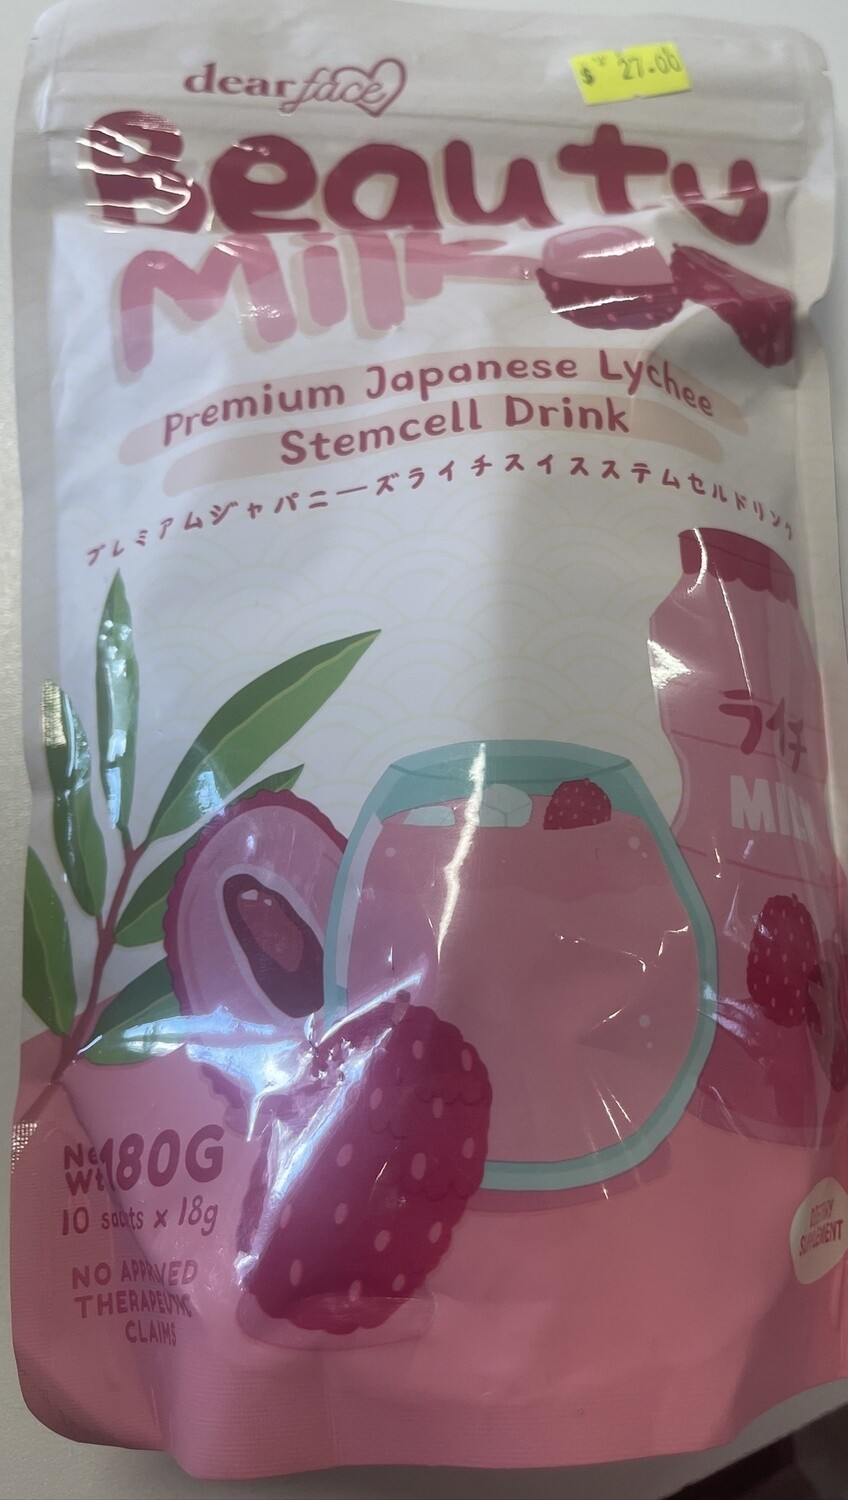 dearface
$ 27.00
Beauty
Milk
Premium Japanese Lychee
Stemcell Drink
プレミアムジャパニーズライチスイスステムセルドリンク
ライチ
MILK
Net
Wt 180G
10 sachets x 18g
NO APPROVED
THERAPEUTIC
CLAIMS
DIETARY
SUPPLEMENT